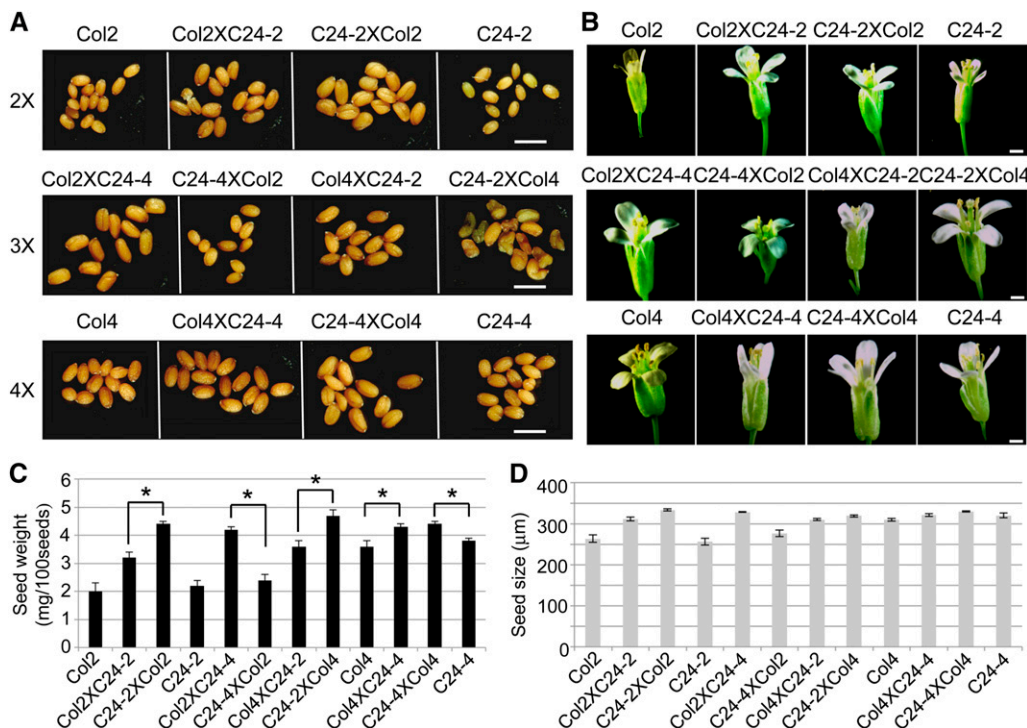 A
Col2 Col2XC24-2 C24-2XCol2 C24-2
2X
Col2XC24-4 C24-4XCol2 Col4XC24-2 C24-2XCol4
3X
Col4 Col4XC24-4 C24-4XCol4 C24-4
4X
B
Col2 Col2XC24-2 C24-2XCol2 C24-2
Col2XC24-4 C24-4XCol2 Col4XC24-2 C24-2XCol4
Col4 Col4XC24-4 C24-4XCol4 C24-4
C
Seed weight
(mg/100seeds)
6
5
4
3
2
1
0
* * * * *
Col2
Col2XC24-2
C24-2XCol2
C24-2
Col2XC24-4
C24-4XCol2
Col4XC24-2
C24-2XCol4
Col4
Col4XC24-4
C24-4XCol4
C24-4
D
Seed size (µm)
400
300
200
300
100
0
Col2
Col2XC24-2
C24-2XCol2
C24-2
Col2XC24-4
C24-4XCol2
Col4XC24-2
C24-2XCol4
Col4
Col4XC24-4
C24-4XCol4
C24-4